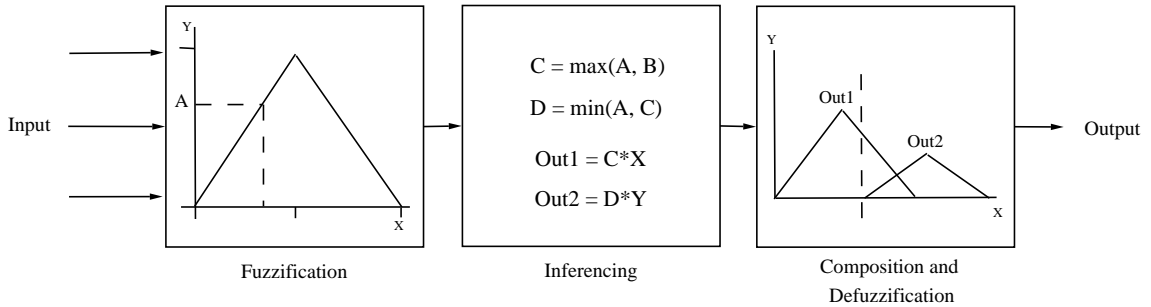 Input
Y
A
X
Fuzzification
C = max(A, B)
D = min(A, C)
Out1 = C*X
Out2 = D*Y
Inferencing
Y
Out1
Out2
X
Composition and
Defuzzification
Output